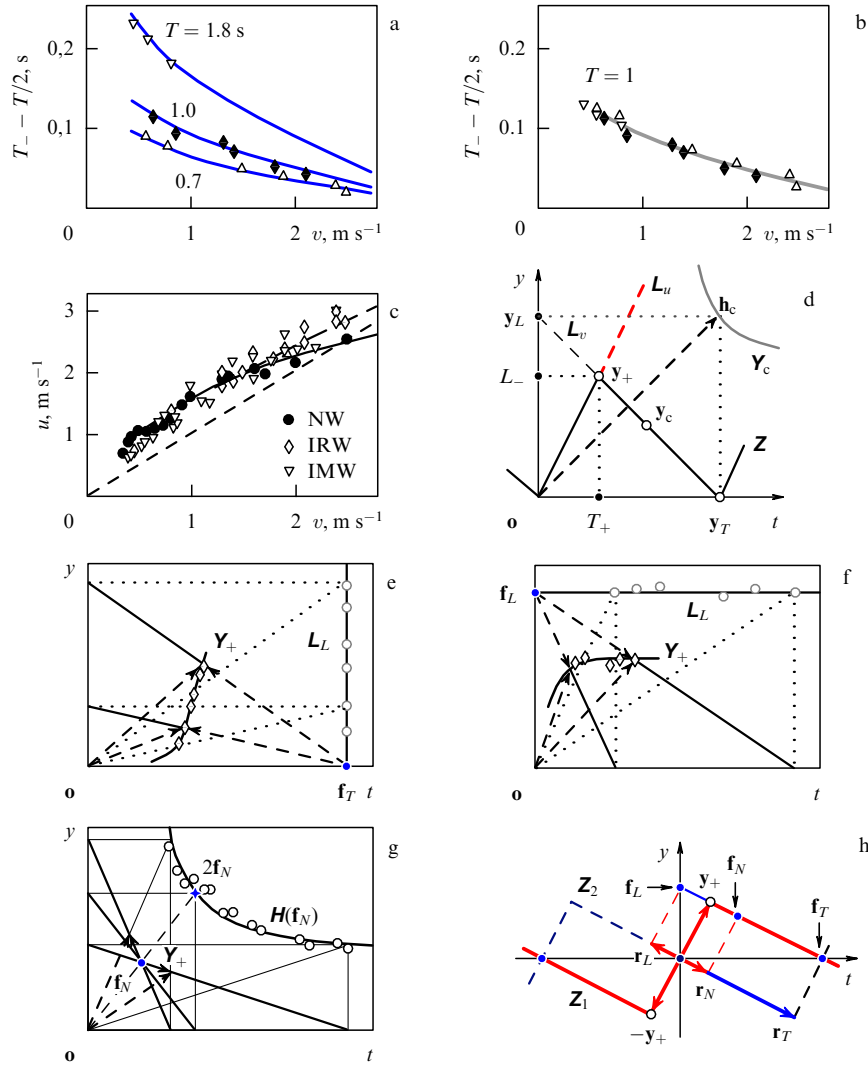 a
T₋ − T/2, s
0,2
0.1
T = 1.8 s
1.0
0.7
0
1
2
v, m s⁻¹
b
T₋ − T/2, s
0.2
0.1
T = 1
0
1
2
v, m s⁻¹
c
u, m s⁻¹
3
2
1
NW
IRW
IMW
0
1
2
v, m s⁻¹
d
y
L_u
h_c
y_L
L_v
Y_c
L₋
y₊
y_c
Z
o
T₊
y_T
t
e
y
Y₊
L_L
o
f_T
t
f
f_L
L_L
Y₊
o
t
g
y
2f_N
H(f_N)
Y₊
f_N
o
t
h
y
f_N
y₊
Z₂
f_L
f_T
r_L
r_N
t
Z₁
r_T
−y₊